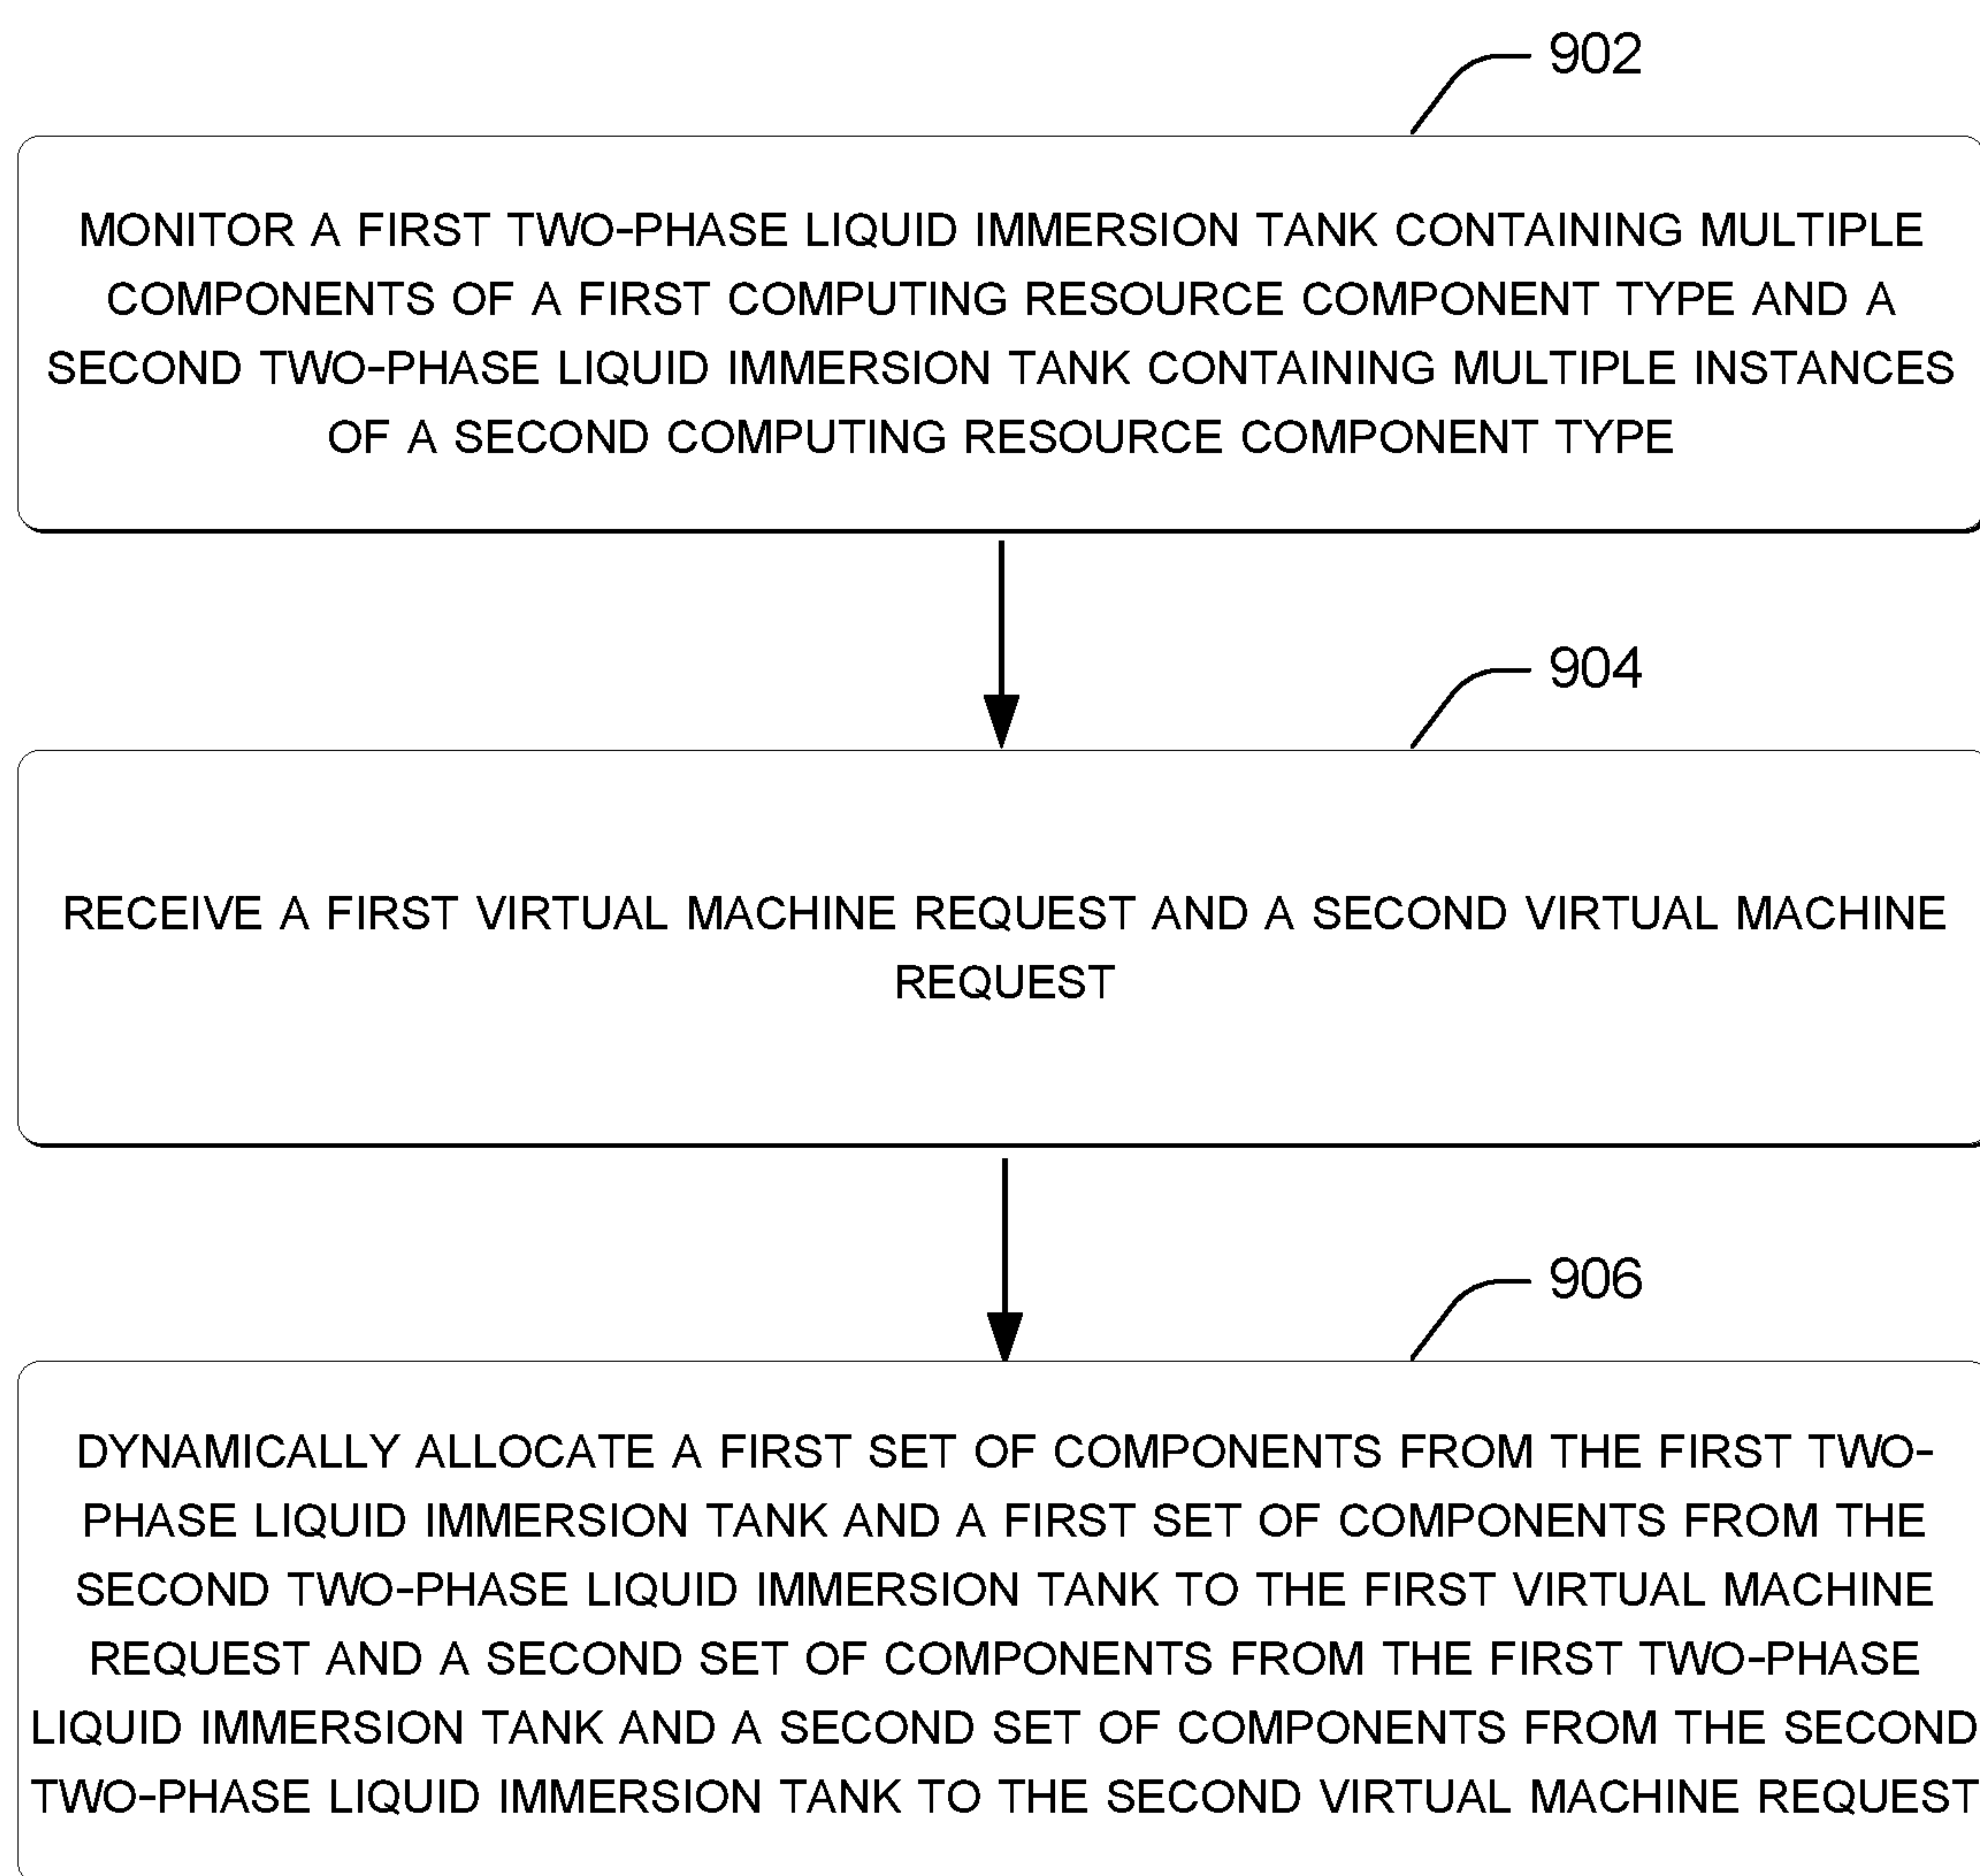 902
MONITOR A FIRST TWO-PHASE LIQUID IMMERSION TANK CONTAINING MULTIPLE
COMPONENTS OF A FIRST COMPUTING RESOURCE COMPONENT TYPE AND A
SECOND TWO-PHASE LIQUID IMMERSION TANK CONTAINING MULTIPLE INSTANCES
OF A SECOND COMPUTING RESOURCE COMPONENT TYPE
904
RECEIVE A FIRST VIRTUAL MACHINE REQUEST AND A SECOND VIRTUAL MACHINE
REQUEST
906
DYNAMICALLY ALLOCATE A FIRST SET OF COMPONENTS FROM THE FIRST TWO-
PHASE LIQUID IMMERSION TANK AND A FIRST SET OF COMPONENTS FROM THE
SECOND TWO-PHASE LIQUID IMMERSION TANK TO THE FIRST VIRTUAL MACHINE
REQUEST AND A SECOND SET OF COMPONENTS FROM THE FIRST TWO-PHASE
LIQUID IMMERSION TANK AND A SECOND SET OF COMPONENTS FROM THE SECOND
TWO-PHASE LIQUID IMMERSION TANK TO THE SECOND VIRTUAL MACHINE REQUEST